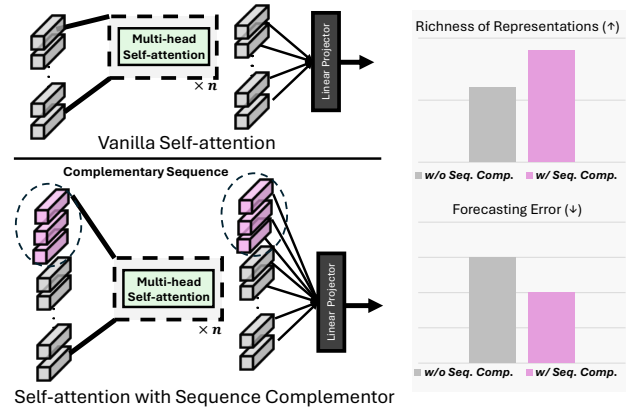 Multi-head
Self-attention
× n
Linear Projector
Vanilla Self-attention
Complementary Sequence
Multi-head
Self-attention
× n
Linear Projector
Self-attention with Sequence Complementor
Richness of Representations (↑)
w/o Seq. Comp. w/ Seq. Comp.
Forecasting Error (↓)
w/o Seq. Comp. w/ Seq. Comp.